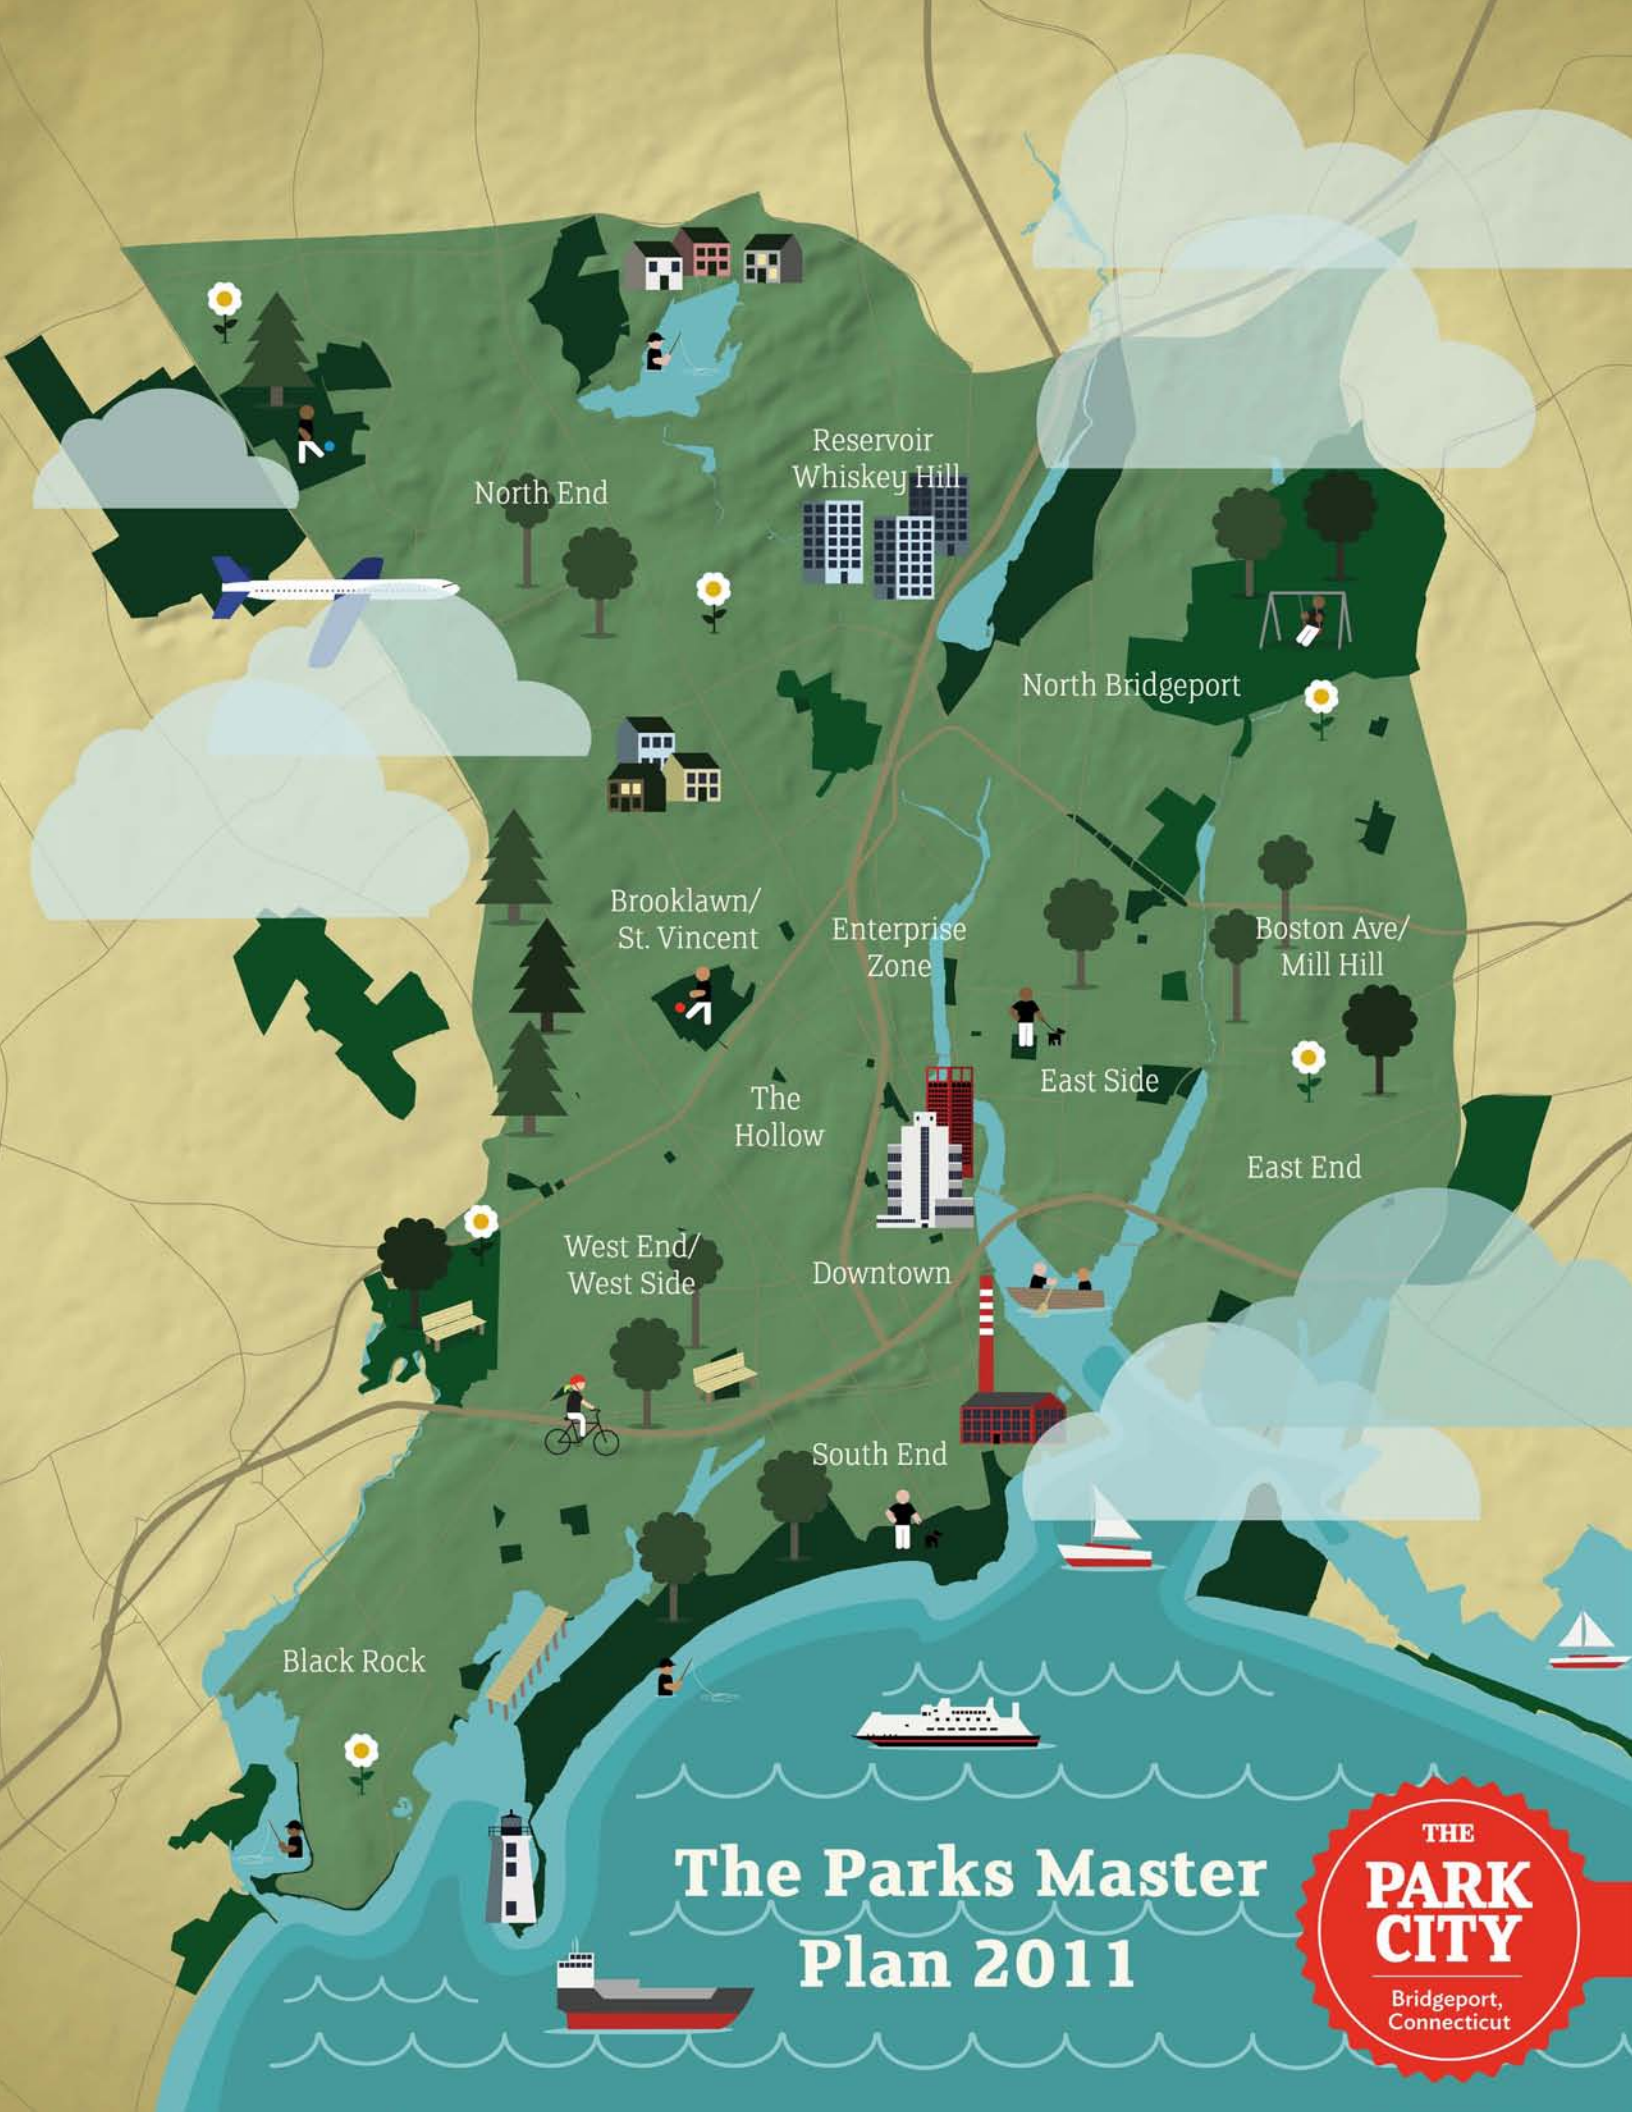 Reservoir
Whiskey Hill
North End
North Bridgeport
Brooklawn/
St. Vincent
Enterprise
Zone
Boston Ave/
Mill Hill
East Side
The
Hollow
East End
West End/
West Side
Downtown
South End
Black Rock
The Parks Master
Plan 2011
THE
PARK
CITY
Bridgeport,
Connecticut